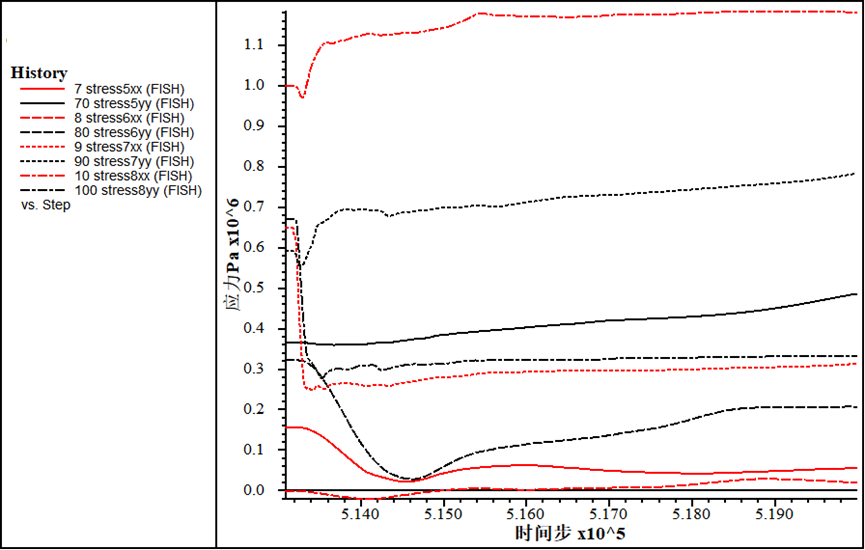 History
7 stress5xx (FISH)
70 stress5yy (FISH)
8 stress6xx (FISH)
80 stress6yy (FISH)
9 stress7xx (FISH)
90 stress7yy (FISH)
10 stress8xx (FISH)
100 stress8yy (FISH)
vs. Step
应力Pa x10^6
1.1
1.0
0.9
0.8
0.7
0.6
0.5
0.4
0.3
0.2
0.1
0.0
5.140 5.150 5.160 5.170 5.180 5.190
时间步 x10^5